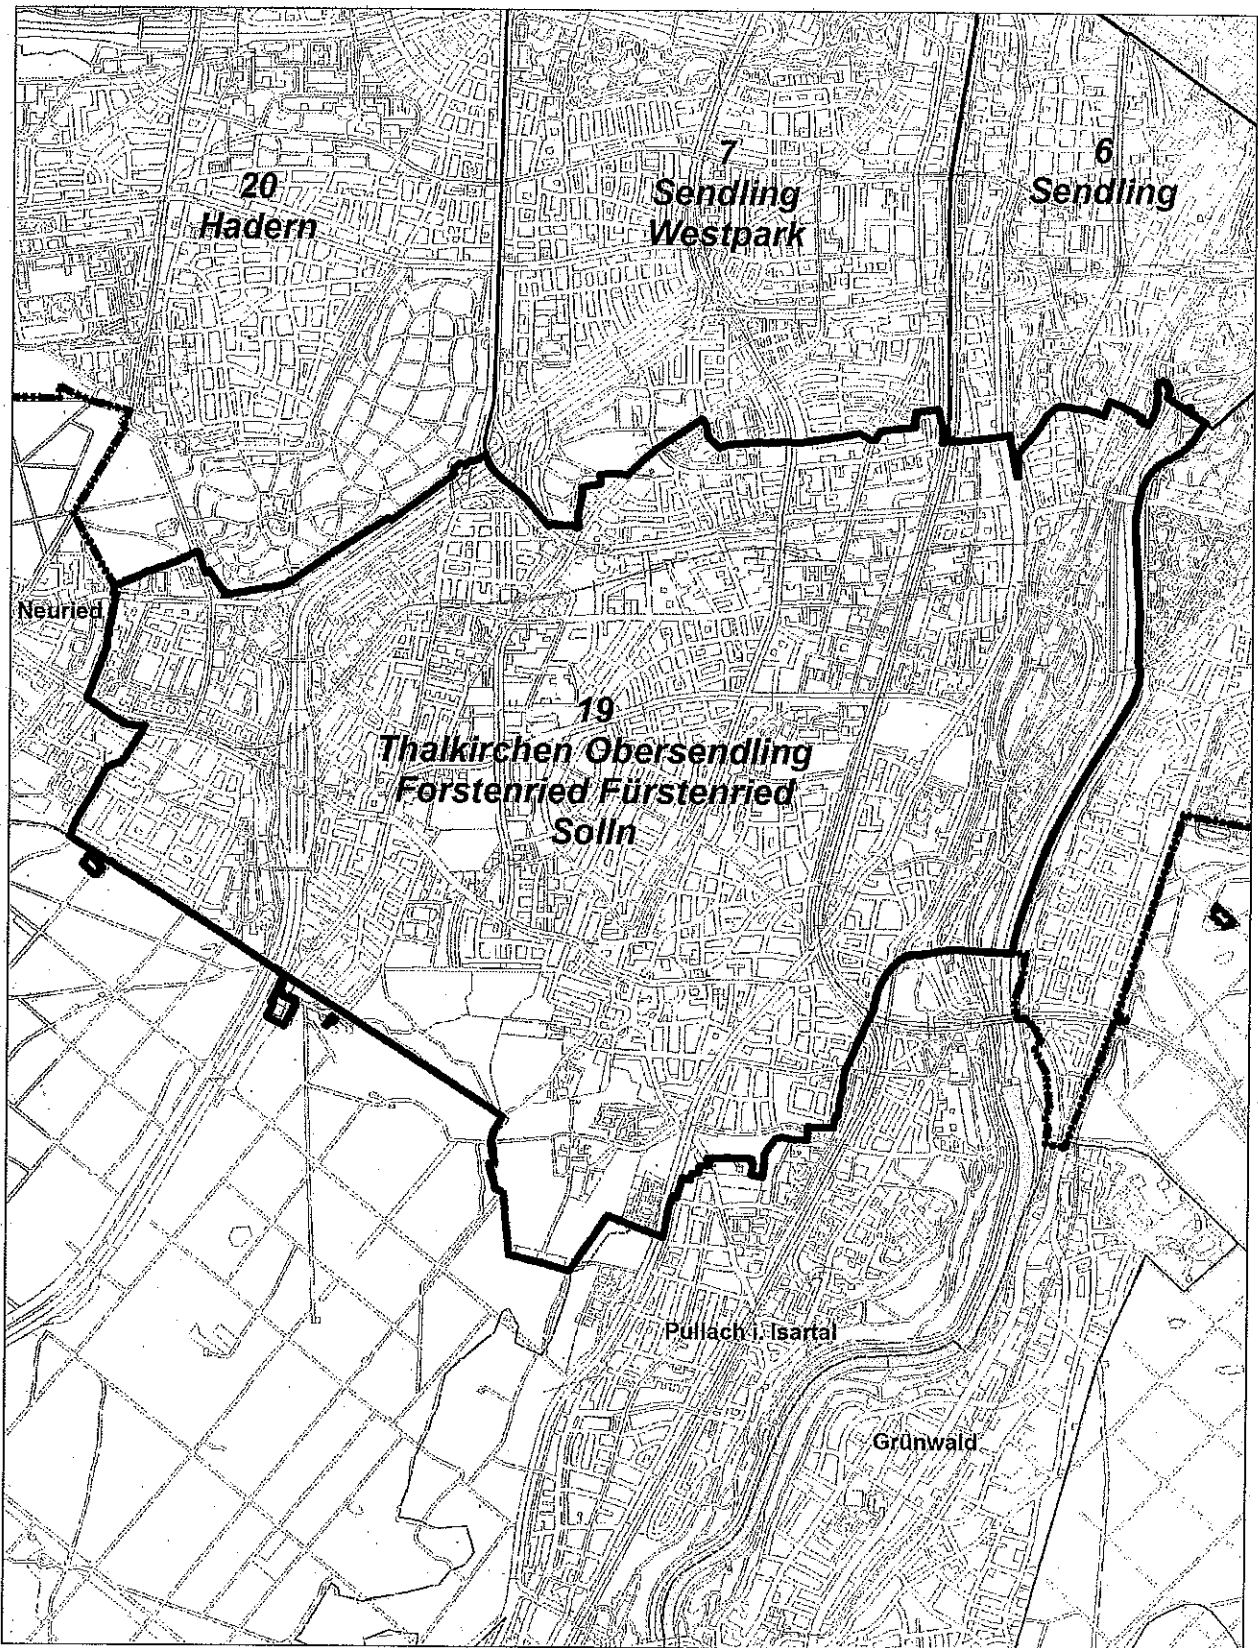 20
Hadern
7
Sendling
Westpark
6
Sendling
Neuried
19
Thalkirchen Obersendling
Forstenried Fürstenried
Solln
Pullach i. Isartal
Grünwald